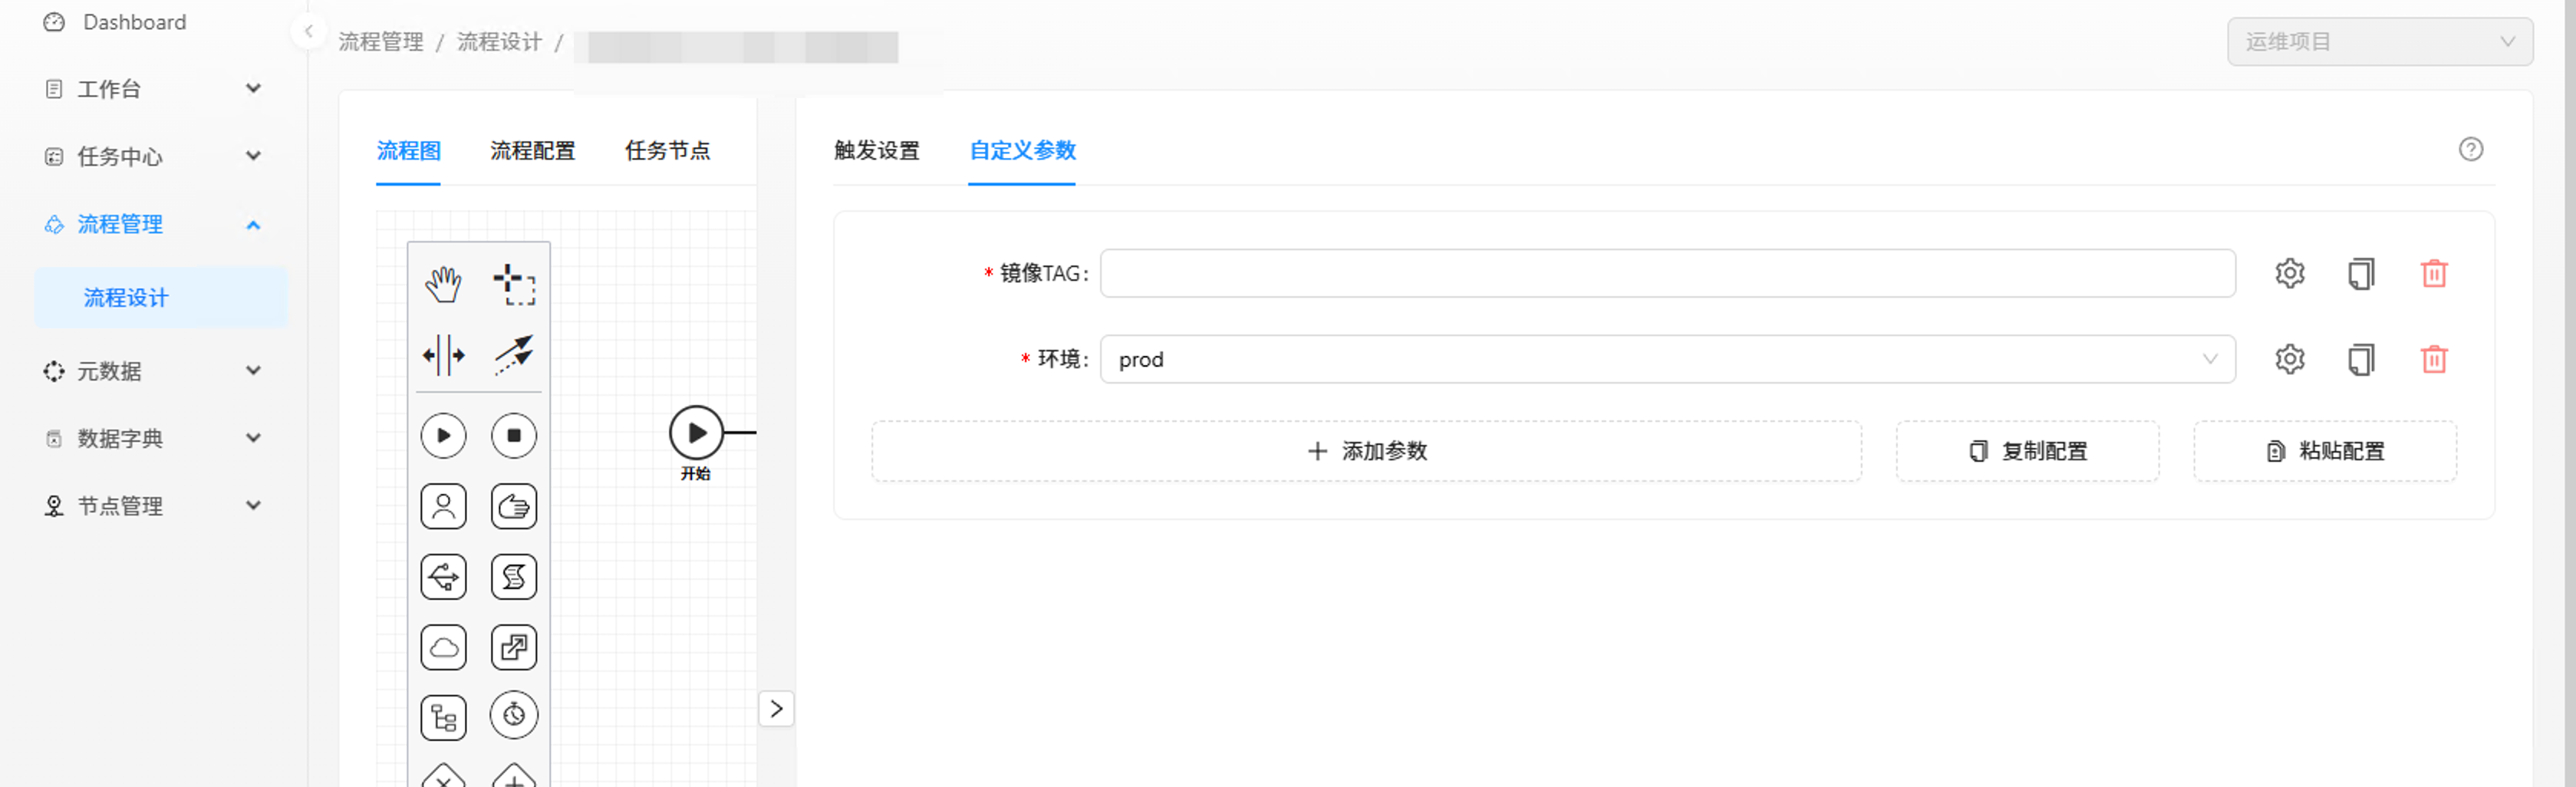 Dashboard
工作台
任务中心
流程管理
流程设计
元数据
数据字典
节点管理
流程管理 / 流程设计 /
运维项目
流程图 流程配置 任务节点
开始
触发设置 自定义参数
* 镜像TAG:
* 环境: prod
添加参数 复制配置 粘贴配置